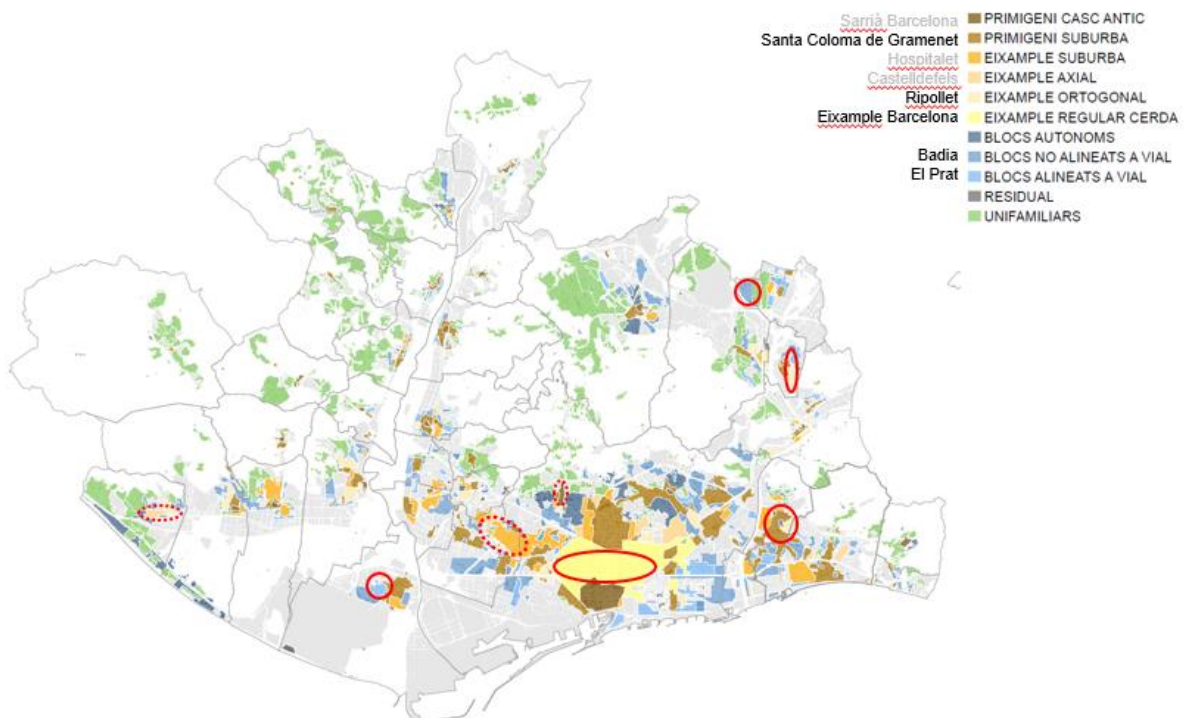 Sarrià Barcelona PRIMIGENI CASC ANTIC
Santa Coloma de Gramenet PRIMIGENI SUBURBA
Hospitalet EIXAMPLE SUBURBA
Castelldefels EIXAMPLE AXIAL
Ripollet EIXAMPLE ORTOGONAL
Eixample Barcelona EIXAMPLE REGULAR CERDA
BLOCS AUTONOMS
Badia BLOCS NO ALINEATS A VIAL
El Prat BLOCS ALINEATS A VIAL
RESIDUAL
UNIFAMILIARS